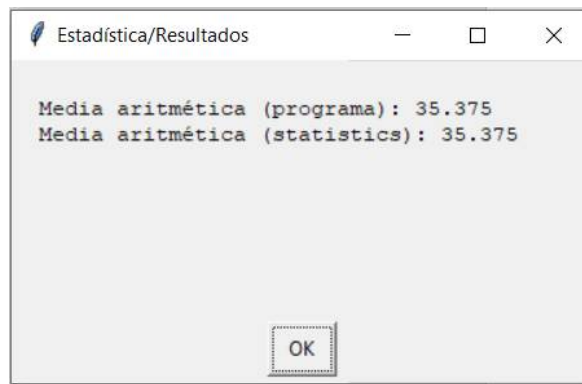 Estadística/Resultados
Media aritmética (programa): 35.375
Media aritmética (statistics): 35.375
OK